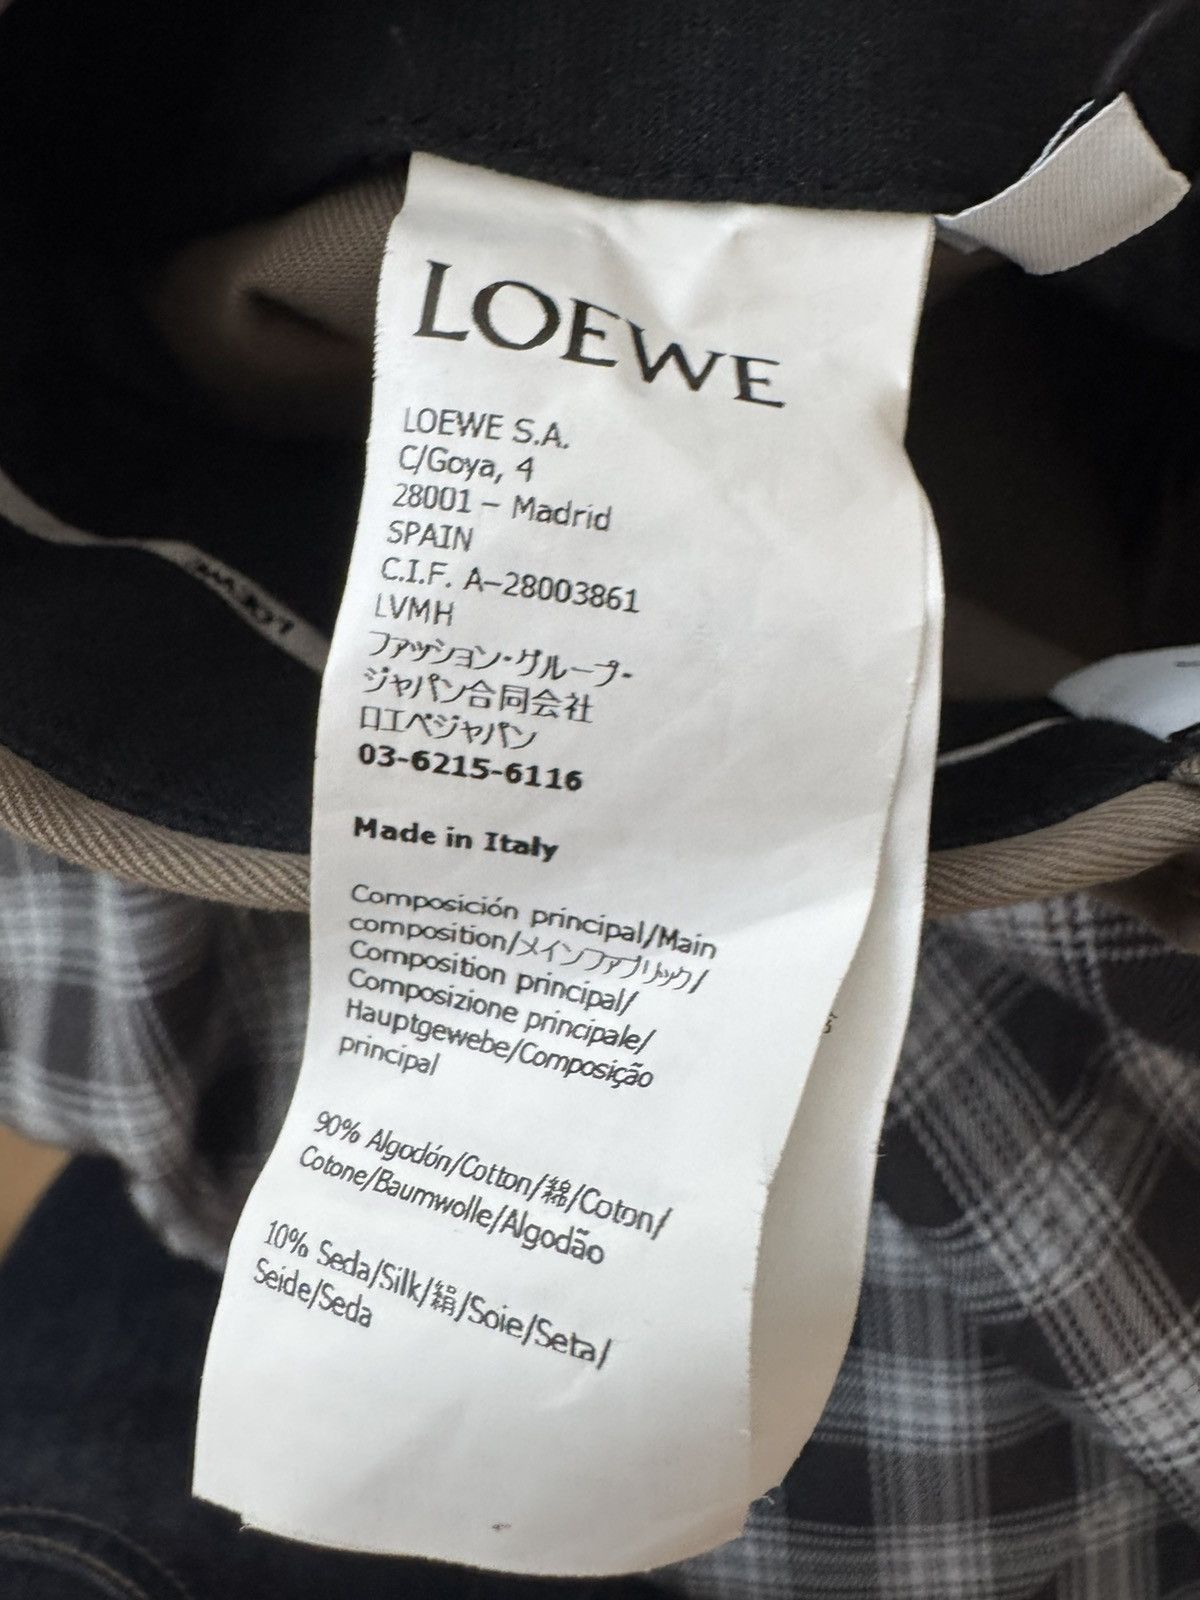 LOEWE
LOEWE S.A.
C/Goya, 4
28001 – Madrid
SPAIN
C.I.F. A-28003861
LVMH
ファッション・グループ・
ジャパン合同会社
ロエベジャパン
03-6215-6116
Made in Italy
Composición principal/Main
composition/メインファブリック/
Composition principal/
Composizione principale/
Hauptgewebe/Composição
principal
90% Algodón/Cotton/綿/Coton/
Cotone/Baumwolle/Algodão
10% Seda/Silk/絹/Soie/Seta/
Seide/Seda
LOEWE